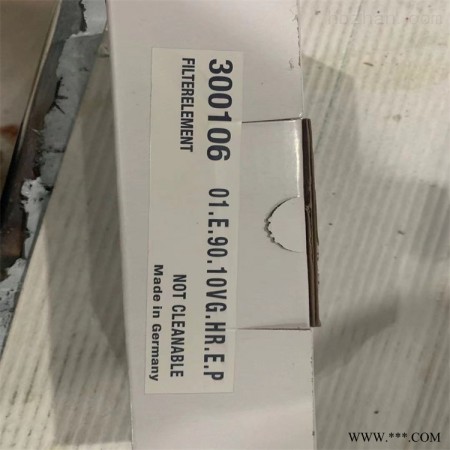 300106 01.E.90.10VG.HR.E.P
FILTERELEMENT NOT CLEANABLE
Made in Germany
WWW.***.COM